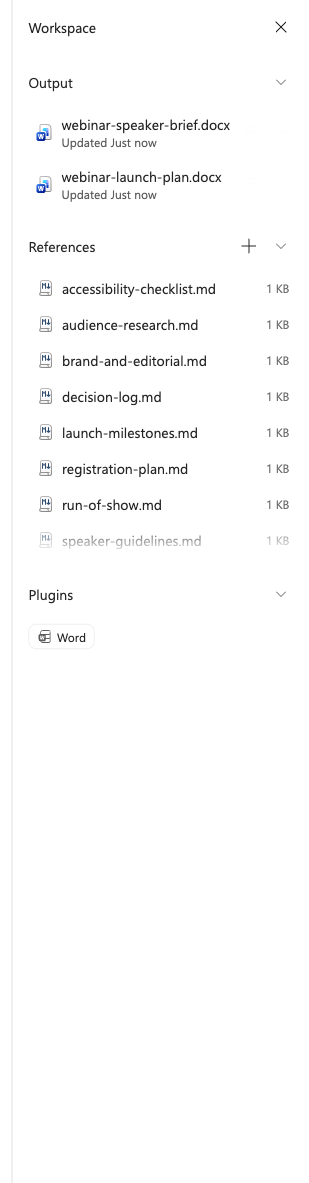 Workspace
Output
webinar-speaker-brief.docx
Updated Just now
webinar-launch-plan.docx
Updated Just now
References
accessibility-checklist.md 1 KB
audience-research.md 1 KB
brand-and-editorial.md 1 KB
decision-log.md 1 KB
launch-milestones.md 1 KB
registration-plan.md 1 KB
run-of-show.md 1 KB
speaker-guidelines.md 1 KB
Plugins
Word